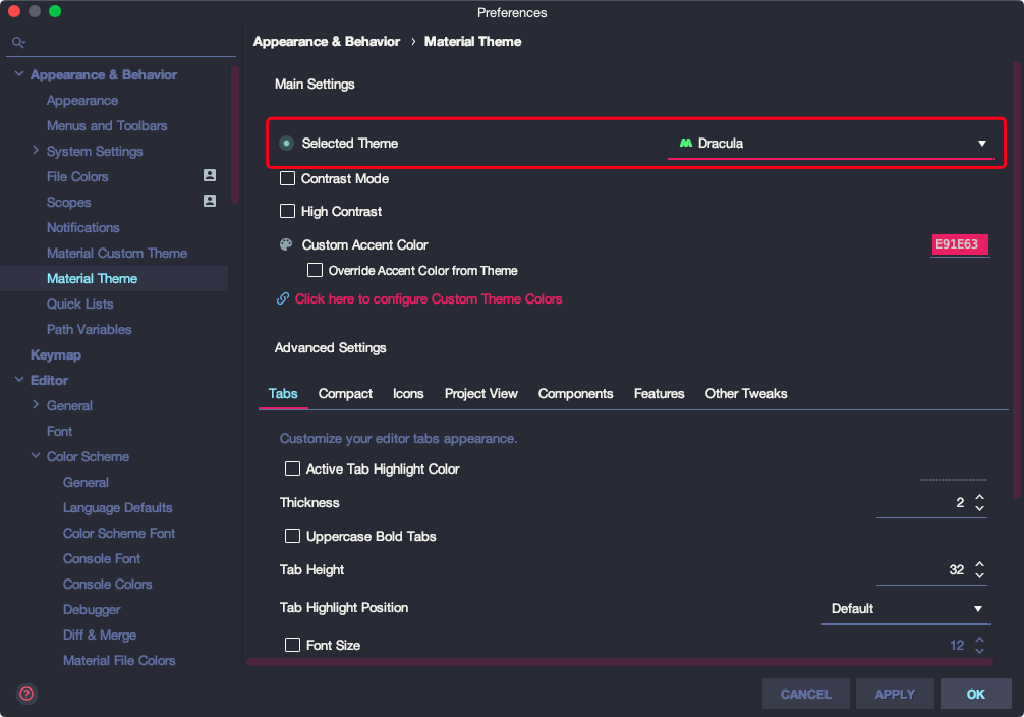 Preferences
Appearance & Behavior
Appearance
Menus and Toolbars
System Settings
File Colors
Scopes
Notifications
Material Custom Theme
Material Theme
Quick Lists
Path Variables
Keymap
Editor
General
Font
Color Scheme
General
Language Defaults
Color Scheme Font
Console Font
Console Colors
Debugger
Diff & Merge
Material File Colors
Appearance & Behavior › Material Theme
Main Settings
Selected Theme Dracula
Contrast Mode
High Contrast
Custom Accent Color E91E63
Override Accent Color from Theme
Click here to configure Custom Theme Colors
Advanced Settings
Tabs Compact Icons Project View Components Features Other Tweaks
Customize your editor tabs appearance.
Active Tab Highlight Color
Thickness 2
Uppercase Bold Tabs
Tab Height 32
Tab Highlight Position Default
Font Size 12
? CANCEL APPLY OK